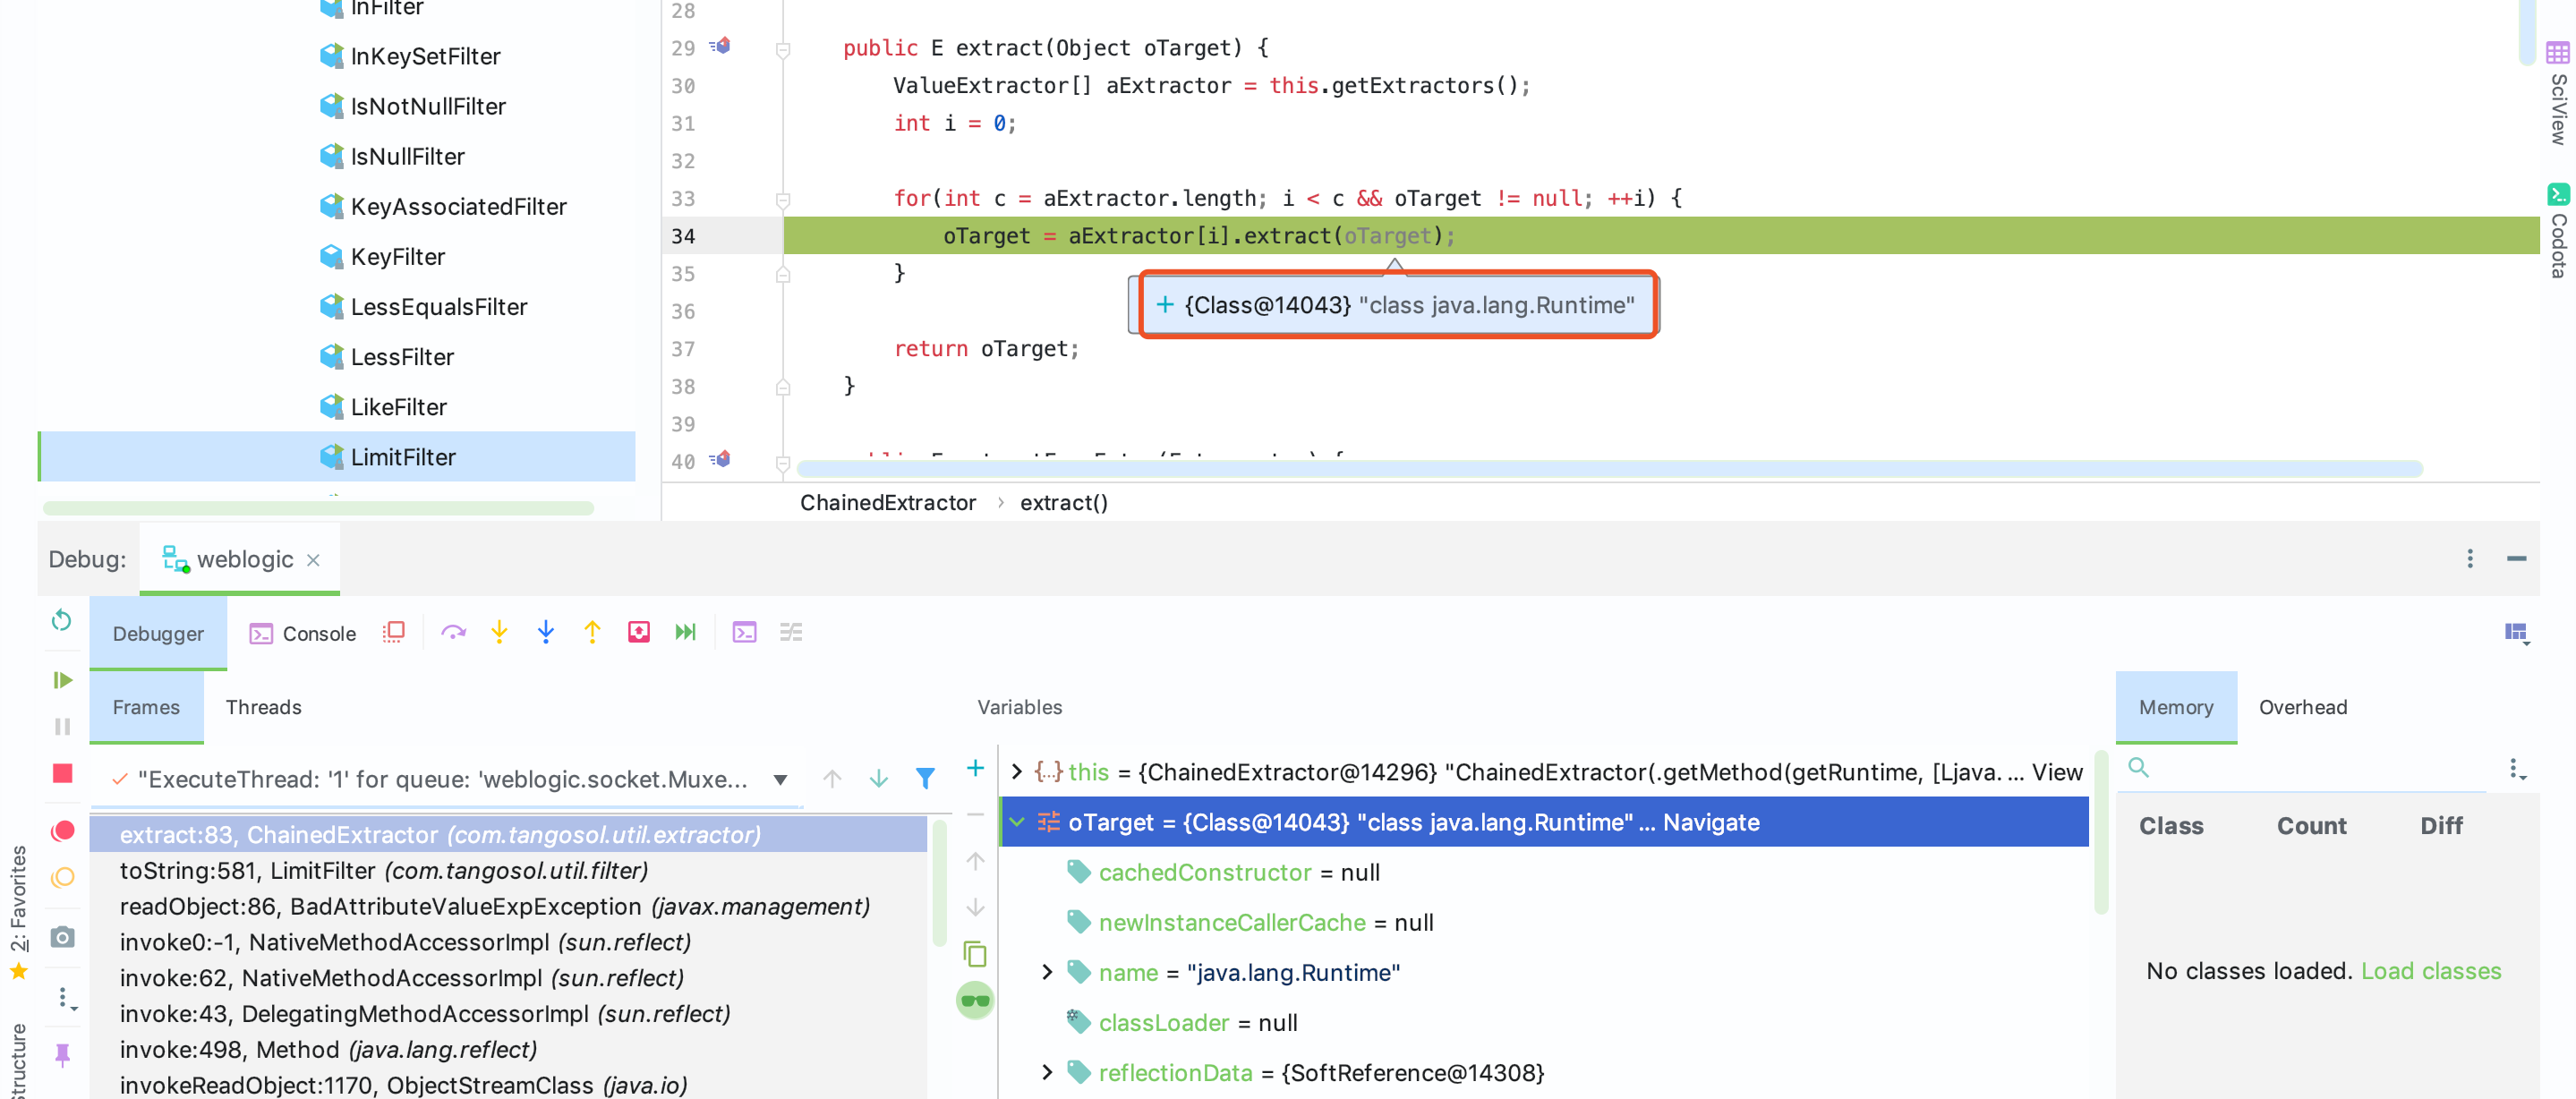 InFilter
InKeySetFilter
IsNotNullFilter
IsNullFilter
KeyAssociatedFilter
KeyFilter
LessEqualsFilter
LessFilter
LikeFilter
LimitFilter
28
29 public E extract(Object oTarget) {
30 ValueExtractor[] aExtractor = this.getExtractors();
31 int i = 0;
32
33 for(int c = aExtractor.length; i < c && oTarget != null; ++i) {
34 oTarget = aExtractor[i].extract(oTarget);
35 }
+ {Class@14043} "class java.lang.Runtime"
36
37 return oTarget;
38 }
39
40
ChainedExtractor › extract()
SciView
Codota
Debug: weblogic ×
Debugger Console
Frames Threads
"ExecuteThread: '1' for queue: 'weblogic.socket.Muxe...
extract:83, ChainedExtractor (com.tangosol.util.extractor)
toString:581, LimitFilter (com.tangosol.util.filter)
readObject:86, BadAttributeValueExpException (javax.management)
invoke0:-1, NativeMethodAccessorImpl (sun.reflect)
invoke:62, NativeMethodAccessorImpl (sun.reflect)
invoke:43, DelegatingMethodAccessorImpl (sun.reflect)
invoke:498, Method (java.lang.reflect)
invokeReadObject:1170, ObjectStreamClass (java.io)
Variables
{...} this = {ChainedExtractor@14296} "ChainedExtractor(.getMethod(getRuntime, [Ljava. ... View
oTarget = {Class@14043} "class java.lang.Runtime" ... Navigate
cachedConstructor = null
newInstanceCallerCache = null
name = "java.lang.Runtime"
classLoader = null
reflectionData = {SoftReference@14308}
Memory Overhead
Class Count Diff
No classes loaded. Load classes
2: Favorites